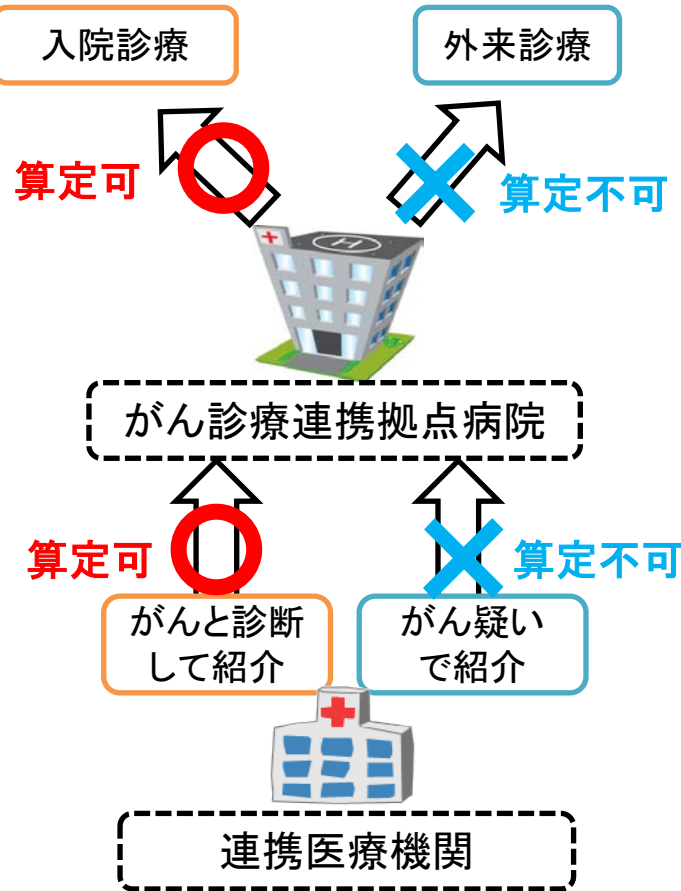 入院診療
外来診療
算定可
算定不可
H
がん診療連携拠点病院
算定可
算定不可
がんと診断
して紹介
がん疑い
で紹介
連携医療機関